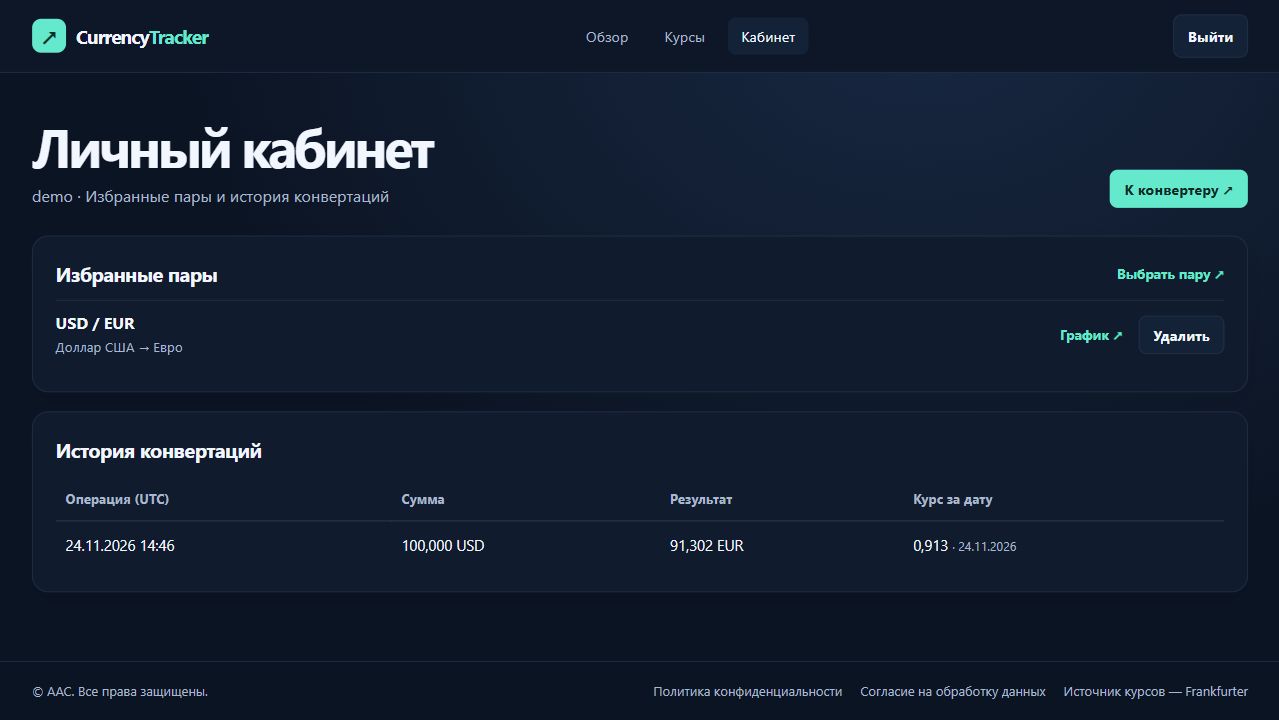 ↗ CurrencyTracker Обзор Курсы Кабинет Выйти
Личный кабинет
demo · Избранные пары и история конвертаций
К конвертеру ↗
Избранные пары Выбрать пару ↗
USD / EUR
Доллар США → Евро
График ↗ Удалить
История конвертаций
Операция (UTC) Сумма Результат Курс за дату
24.11.2026 14:46 100,000 USD 91,302 EUR 0,913 · 24.11.2026
© ААС. Все права защищены. Политика конфиденциальности Согласие на обработку данных Источник курсов — Frankfurter